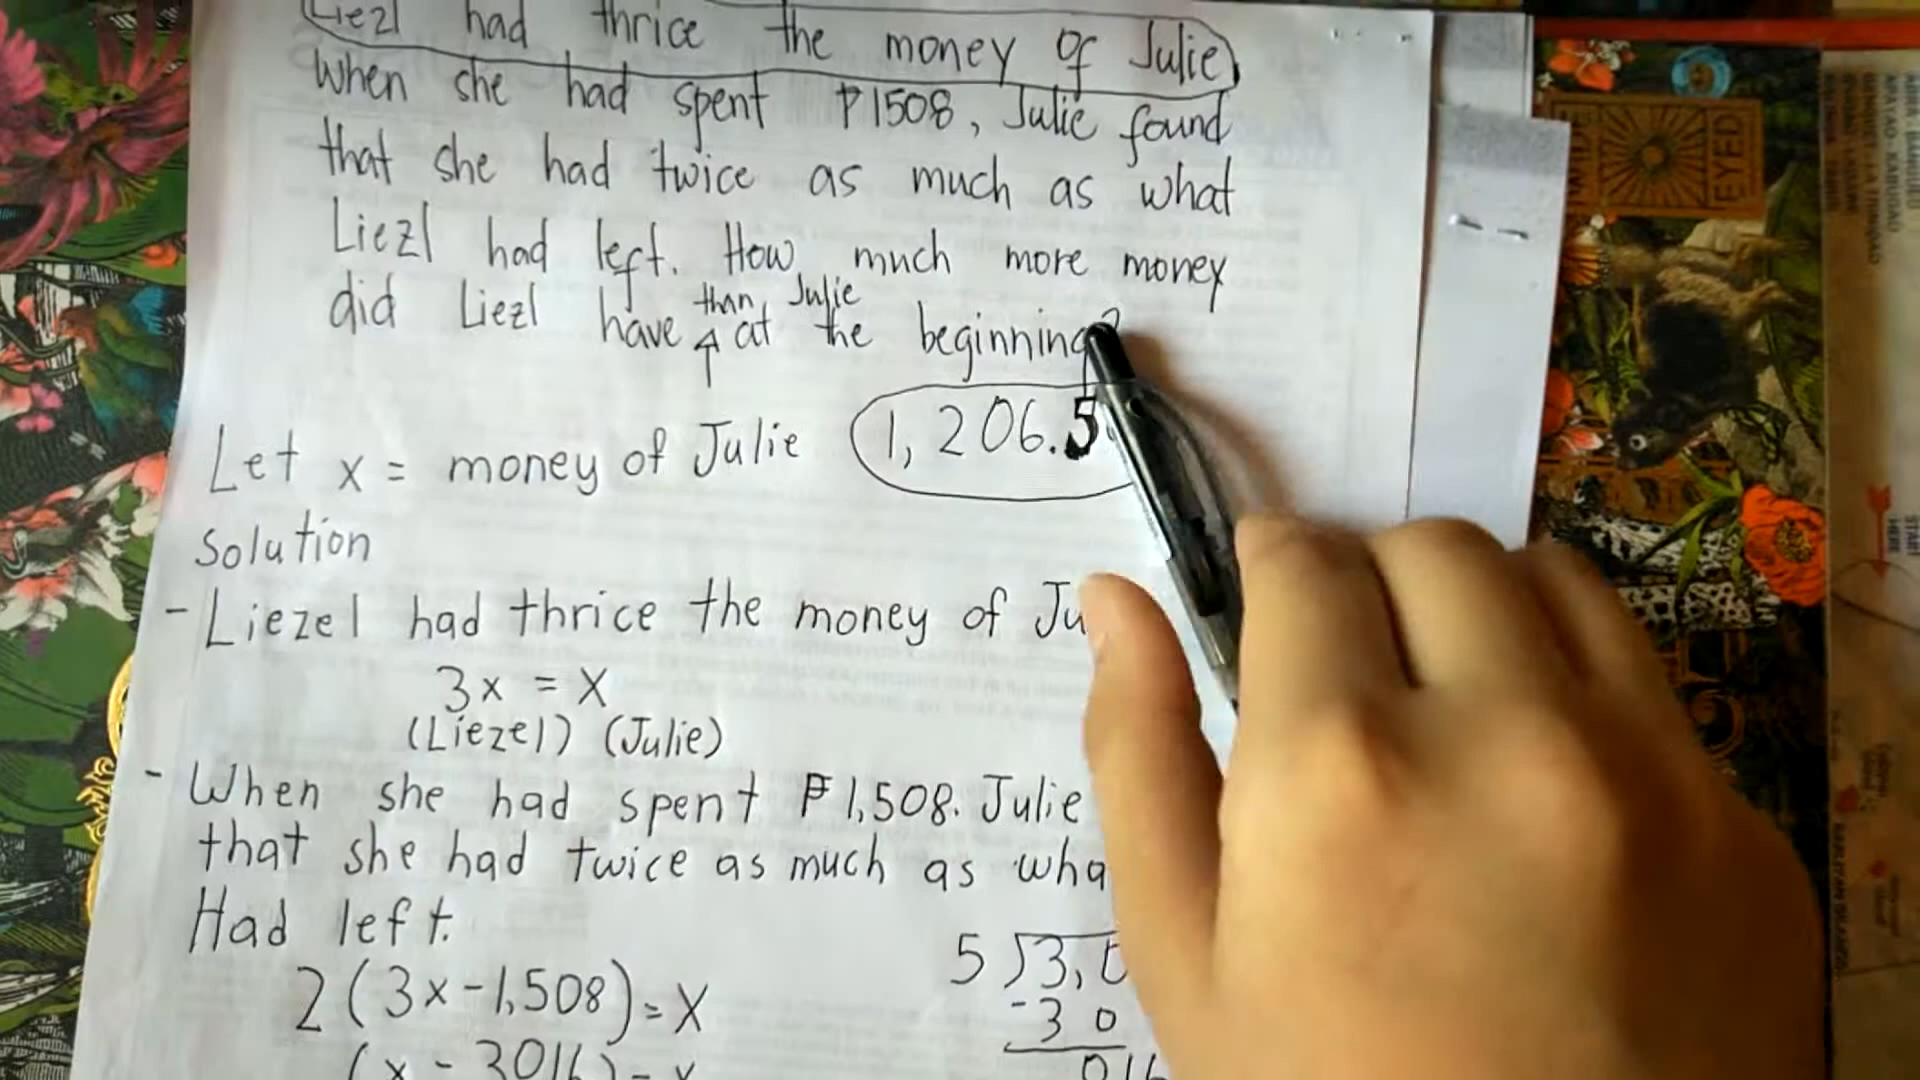 Liezl had thrice the money of Julie,
When she had spent ₱1508, Julie found
that she had twice as much as what
Liezl had left. How much more money
than Julie
did Liezl have at the beginning?
1,206.5
Let x = money of Julie
Solution
- Liezel had thrice the money of Ju
3x = X
(Liezel) (Julie)
- When she had spent ₱1,508. Julie
that she had twice as much as wha
Had left.
5 3,0
2(3x-1,508)=X
-3 0
016
EYED
START
HERE